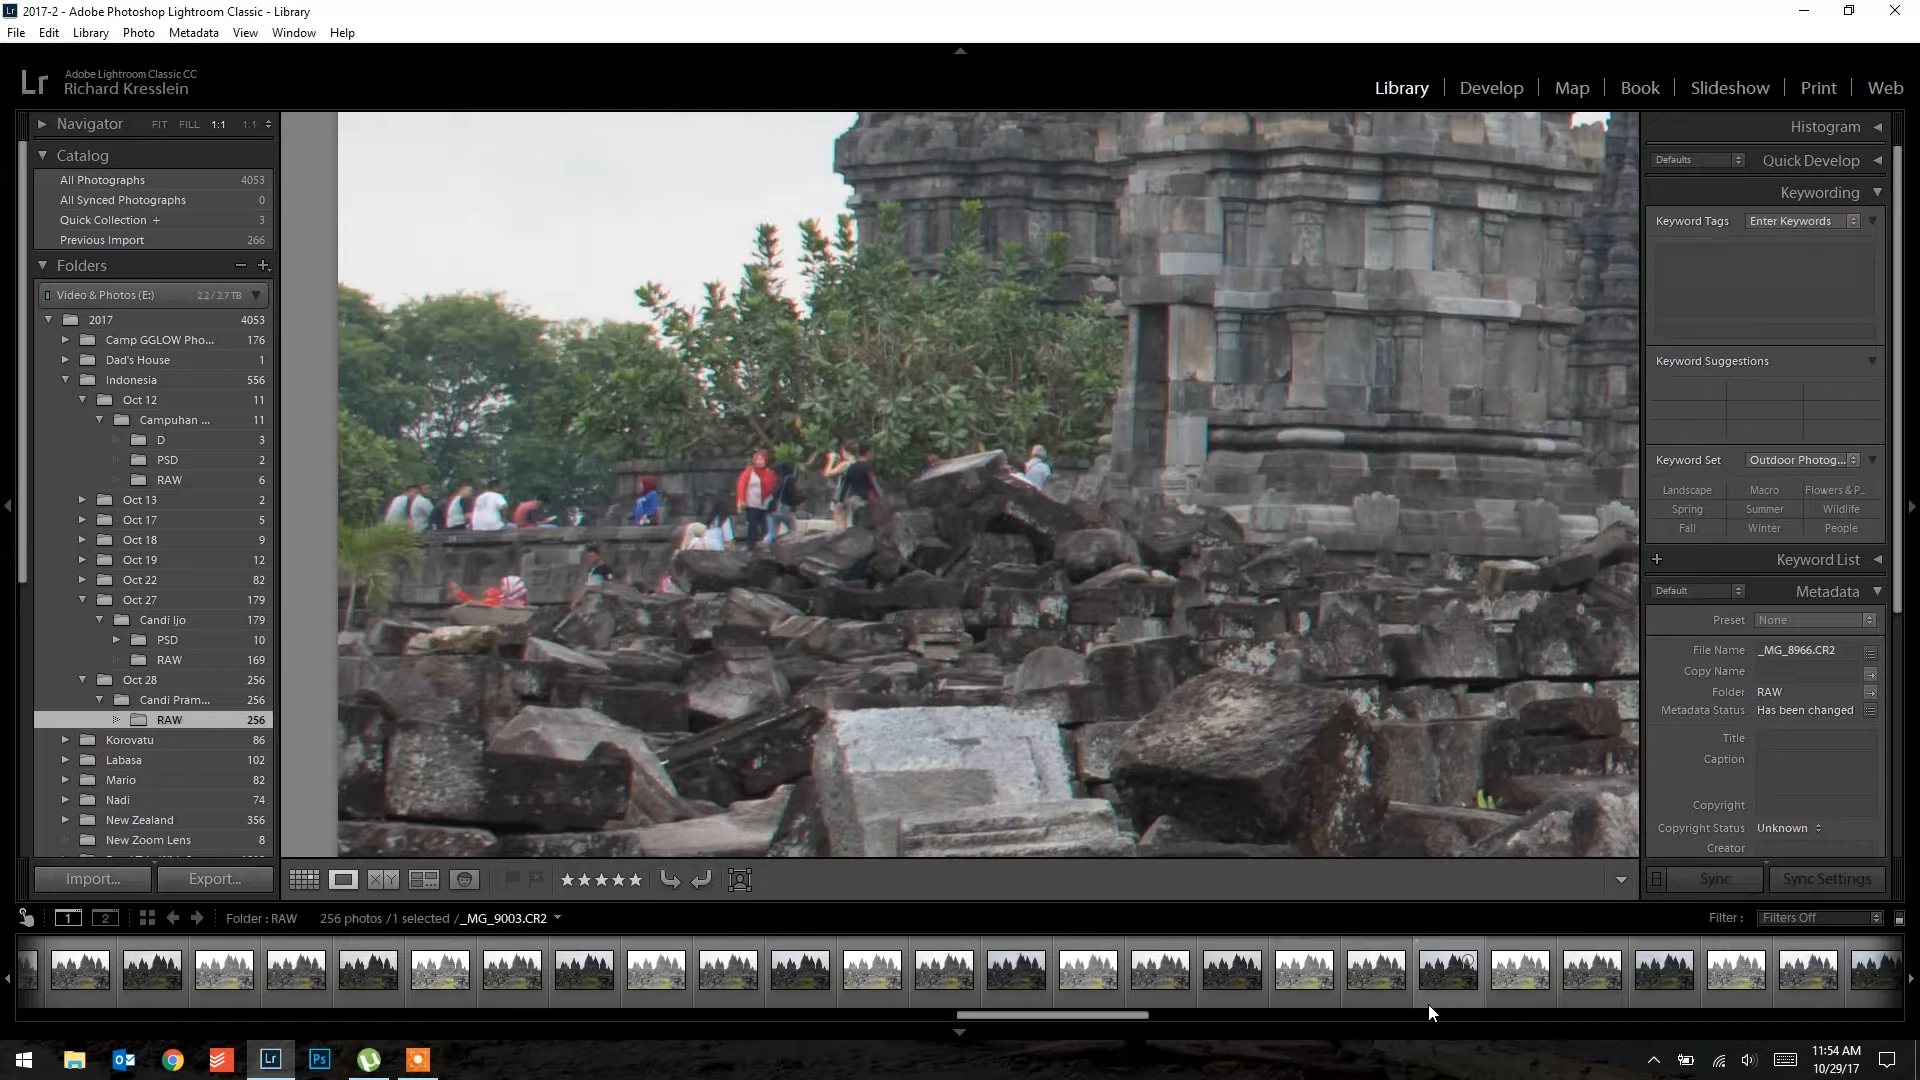 2017-2 - Adobe Photoshop Lightroom Classic - Library
File Edit Library Photo Metadata View Window Help
Lr
Adobe Lightroom Classic CC
Richard Kresslein
Library Develop Map Book Slideshow Print Web
Navigator FIT FILL 1:1 1:1
Catalog
All Photographs 4053
All Synced Photographs 0
Quick Collection + 3
Previous Import 266
Folders
Video & Photos (E:) 2.2 / 2.7 TB
2017 4053
Camp GGLOW Pho... 176
Dad's House 1
Indonesia 556
Oct 12 11
Campuhan ... 11
D 3
PSD 2
RAW 6
Oct 13 2
Oct 17 5
Oct 18 9
Oct 19 12
Oct 22 82
Oct 27 179
Candi Ijo 179
PSD 10
RAW 169
Oct 28 256
Candi Pram... 256
RAW 256
Korovatu 86
Labasa 102
Mario 82
Nadi 74
New Zealand 356
New Zoom Lens 8
Import... Export...
Histogram
Defaults Quick Develop
Keywording
Keyword Tags Enter Keywords
Keyword Suggestions
Keyword Set Outdoor Photog...
Landscape Macro Flowers & P...
Spring Summer Wildlife
Fall Winter People
Keyword List
Default Metadata
Preset None
File Name _MG_8966.CR2
Copy Name
Folder RAW
Metadata Status Has been changed
Title
Caption
Copyright
Copyright Status Unknown
Creator
Sync Sync Settings
1 2 Folder : RAW 256 photos / 1 selected / _MG_9003.CR2
Filter : Filters Off
Lr Ps
11:54 AM
10/29/17